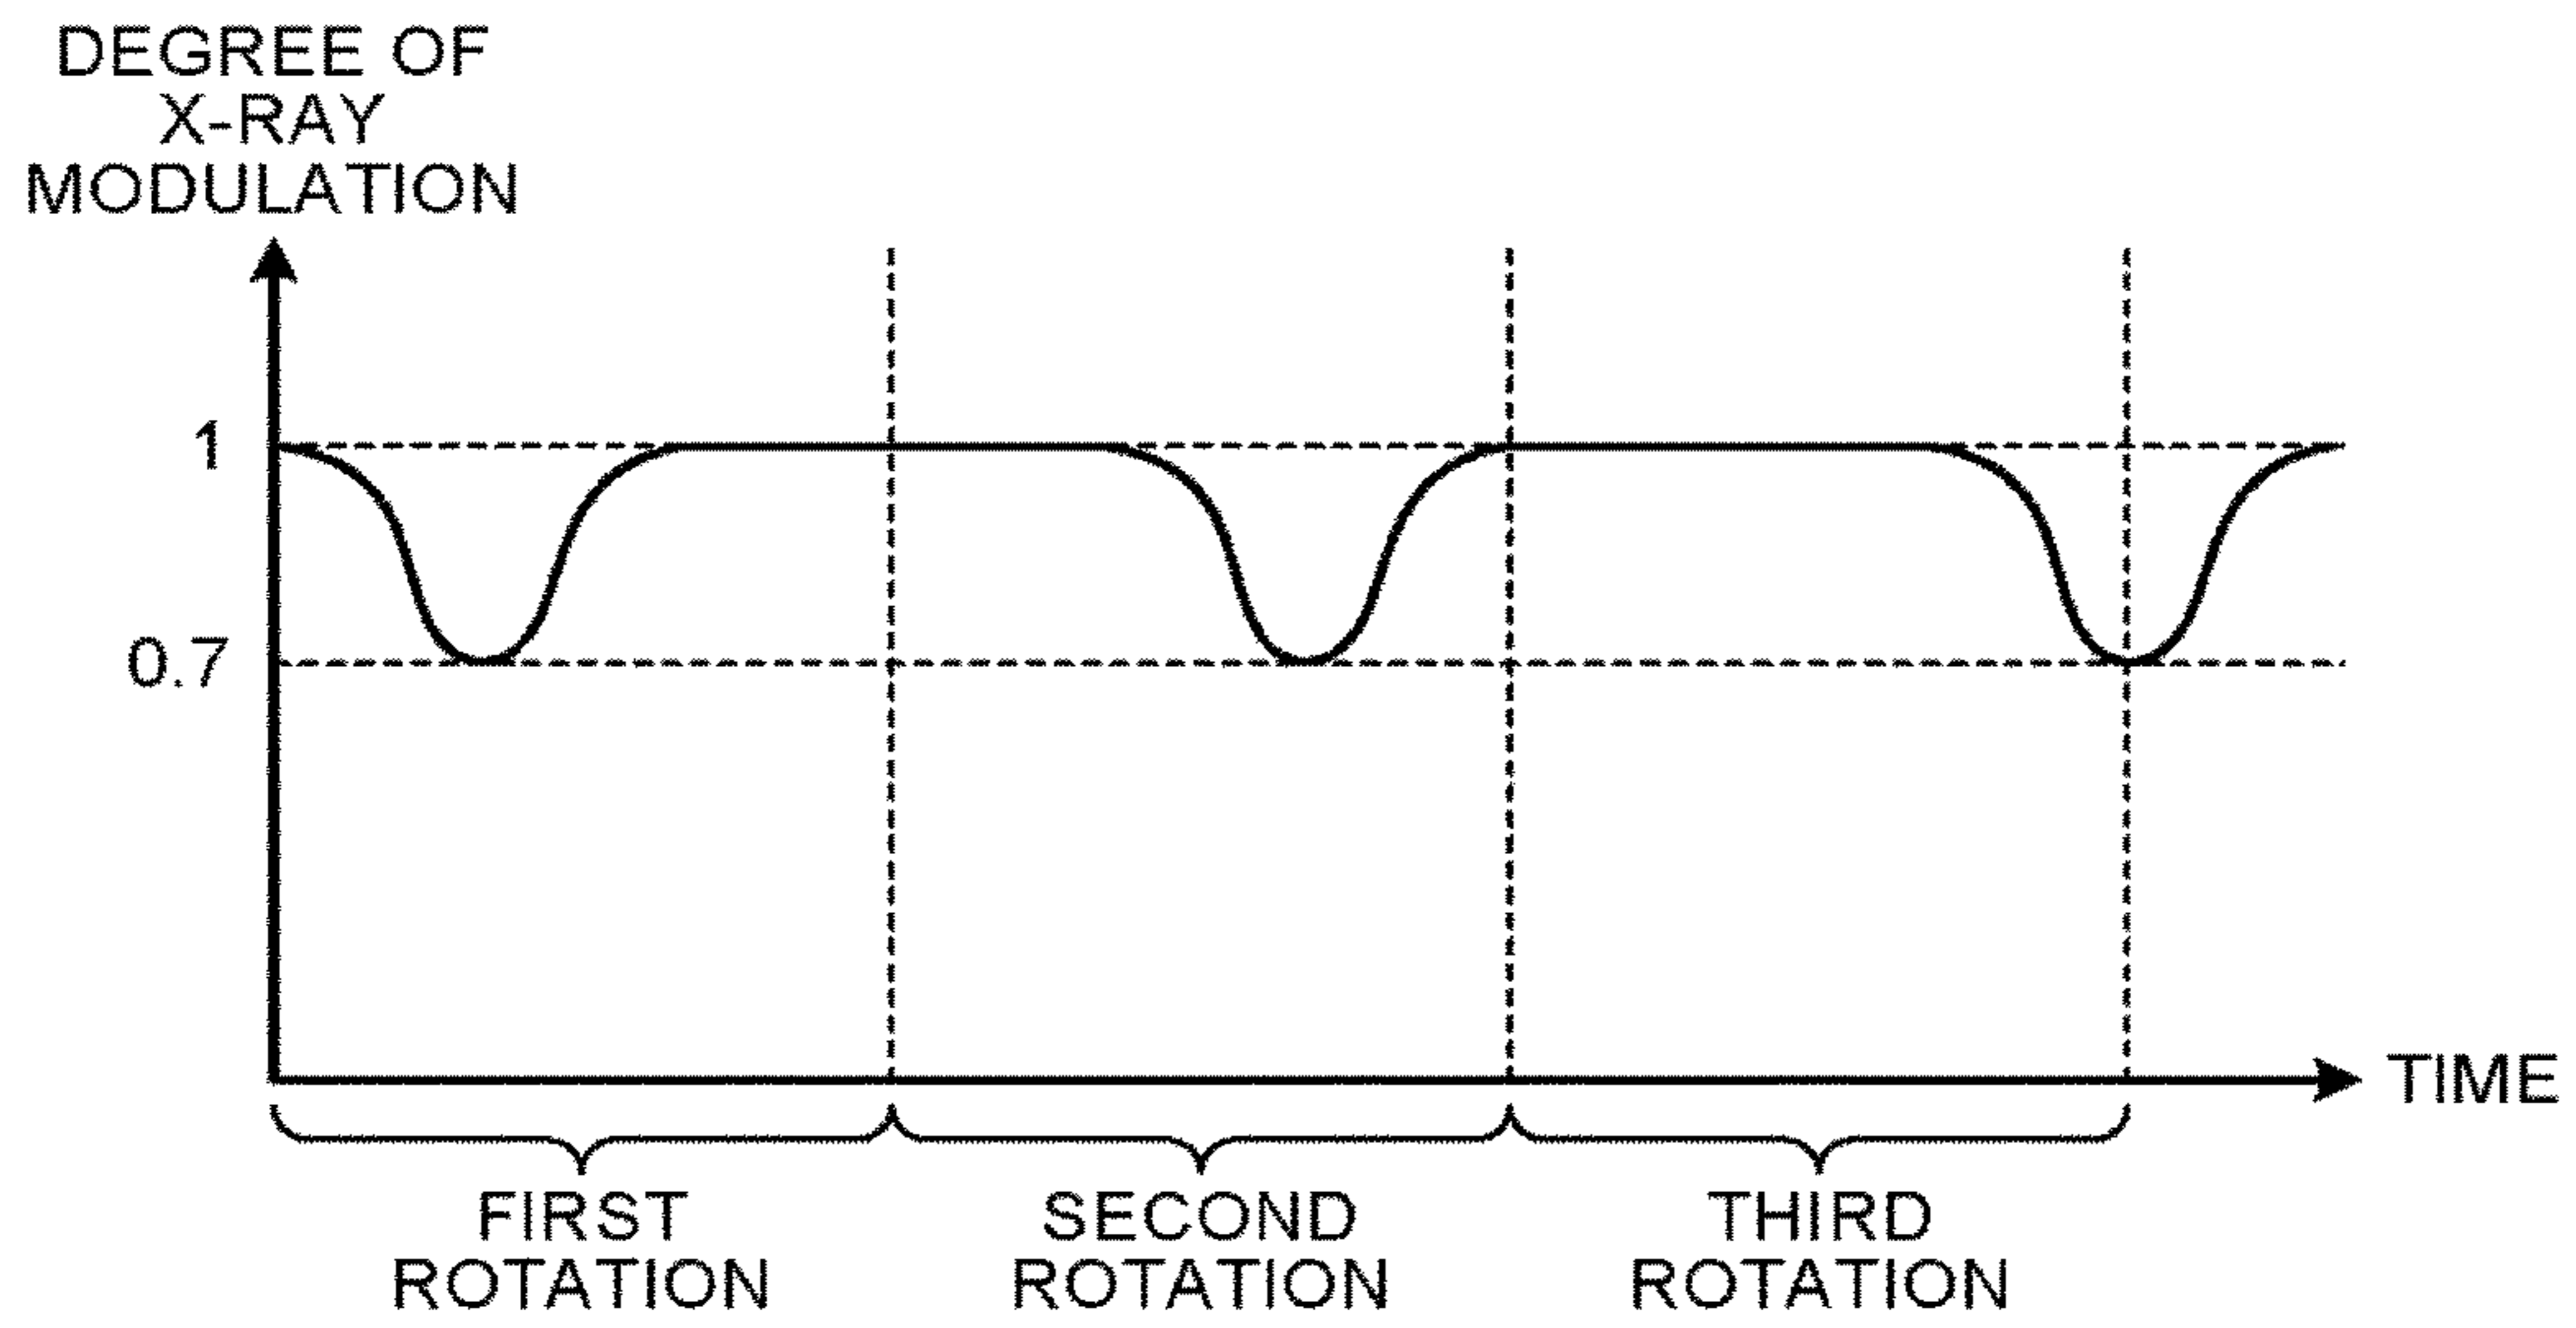 DEGREE OF
X-RAY
MODULATION
1
0.7
TIME
FIRST
ROTATION
SECOND
ROTATION
THIRD
ROTATION